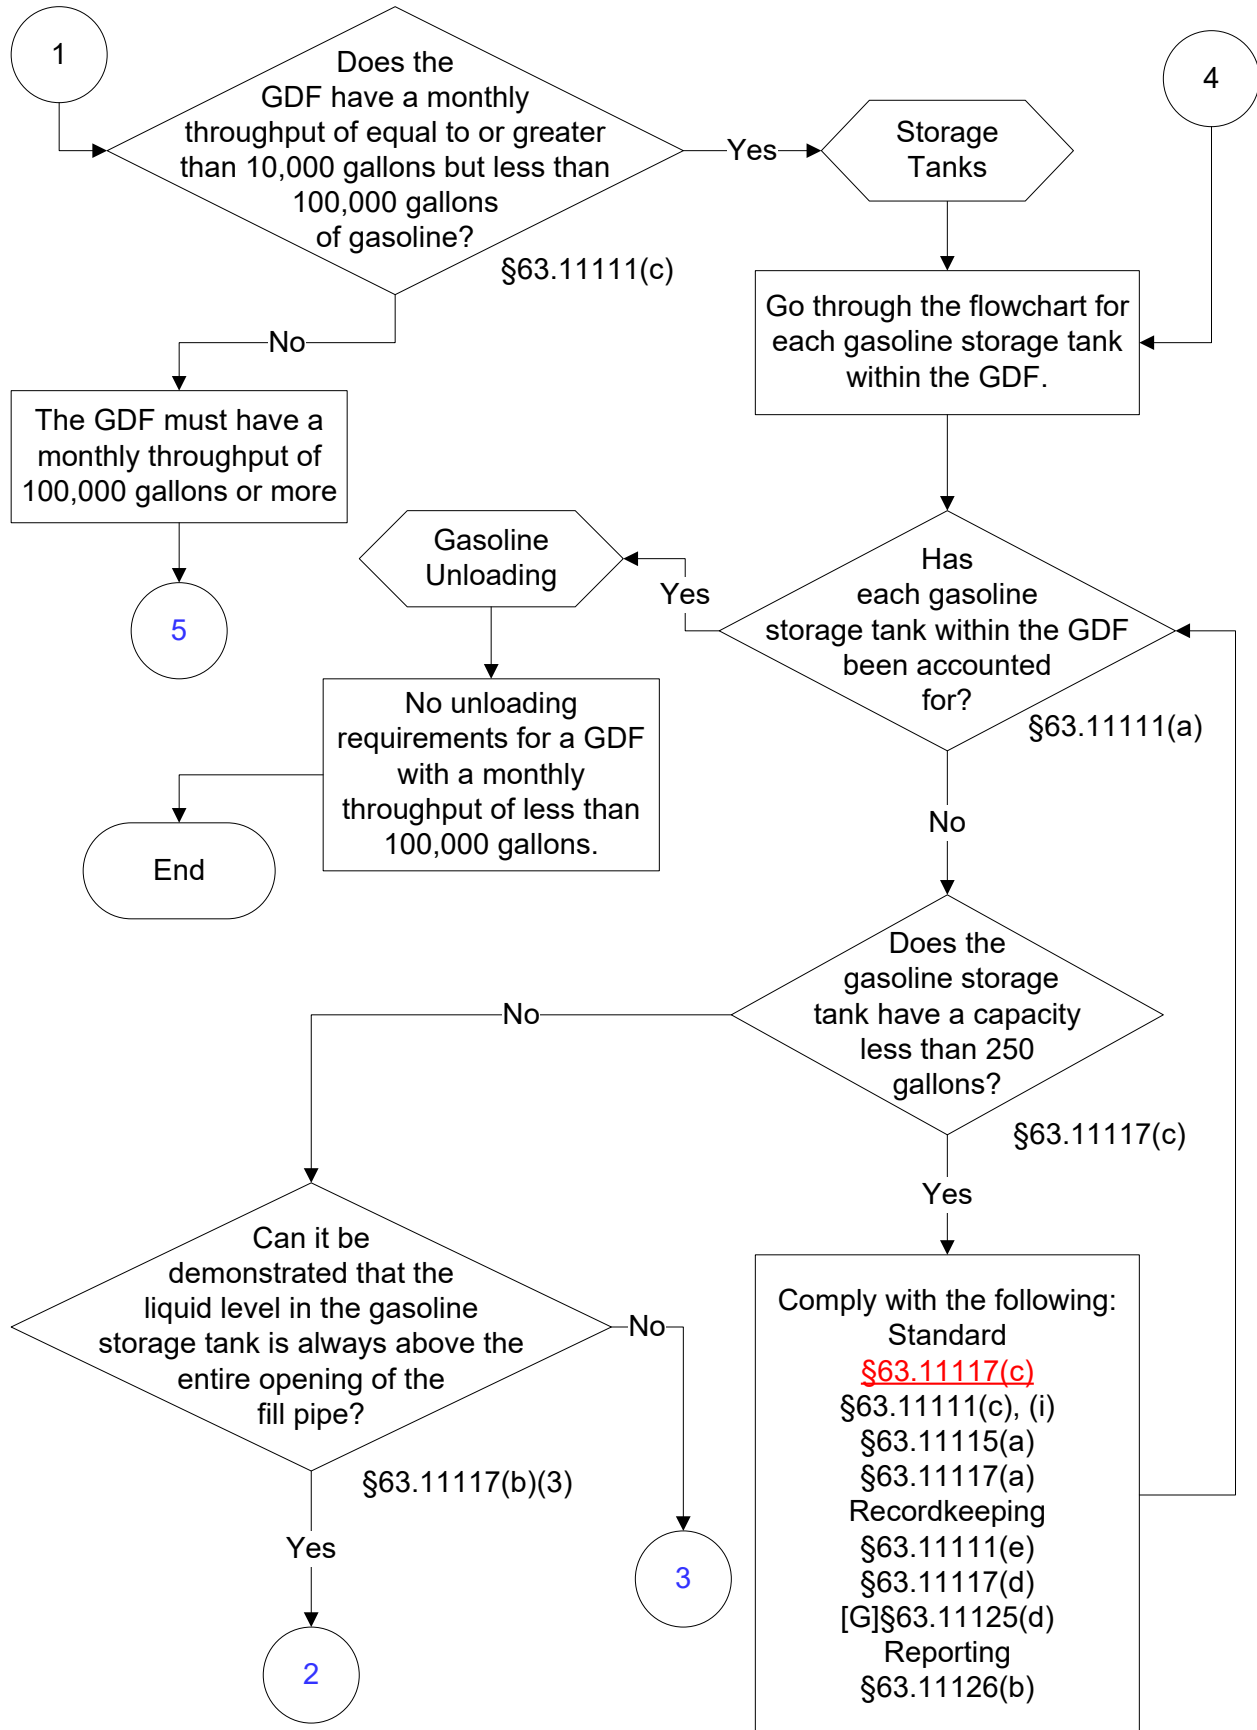 1
Does the
GDF have a monthly
throughput of equal to or greater
than 10,000 gallons but less than
100,000 gallons
of gasoline?
§63.11111(c)
Yes
Storage
Tanks
4
No
Go through the flowchart for
each gasoline storage tank
within the GDF.
The GDF must have a
monthly throughput of
100,000 gallons or more
5
Gasoline
Unloading
Yes
Has
each gasoline
storage tank within the GDF
been accounted
for?
§63.11111(a)
No unloading
requirements for a GDF
with a monthly
throughput of less than
100,000 gallons.
End
No
Does the
gasoline storage
tank have a capacity
less than 250
gallons?
§63.11117(c)
No
Yes
Can it be
demonstrated that the
liquid level in the gasoline
storage tank is always above the
entire opening of the
fill pipe?
§63.11117(b)(3)
No
Yes
3
2
Comply with the following:
Standard
§63.11117(c)
§63.11111(c), (i)
§63.11115(a)
§63.11117(a)
Recordkeeping
§63.11111(e)
§63.11117(d)
[G]§63.11125(d)
Reporting
§63.11126(b)